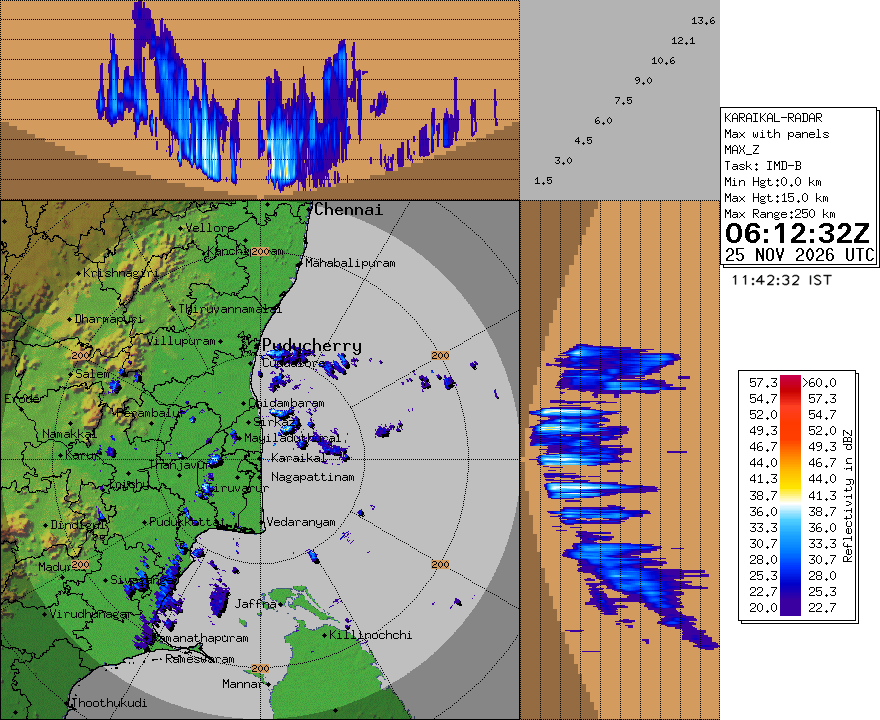 13.6
12.1
10.6
9.0
7.5
6.0
4.5
3.0
1.5
KARAIKAL-RADAR
Max with panels
MAX_Z
Task: IMD-B
Min Hgt:0.0 km
Max Hgt:15.0 km
Max Range:250 km
06:12:32Z
25 NOV 2026 UTC
11:42:32 IST
Chennai
Vellore
200
Mahabalipuram
Krishnagiri
Thiruvannamalai
Dharmapuri
Villupuram
Puducherry
200
200
Cuddalore
Salem
Erode
Chidambaram
Perambalur
Sirkazhi
Namakkal
Mayiladuthurai
Karur
Thanjavur
Karaikal
Nagapattinam
Trichy
Tiruvarur
Dindigul
Pudukkottai
Vedaranyam
200
200
Jaffna
Virudhunagar
Ramanathapuram
Killinochchi
Rameswaram
200
Mannar
Thoothukudi
57.3 >60.0
54.7 57.3
52.0 54.7
49.3 52.0
46.7 49.3
44.0 46.7
41.3 44.0
38.7 41.3
36.0 38.7
33.3 36.0
30.7 33.3
28.0 30.7
25.3 28.0
22.7 25.3
20.0 22.7
Reflectivity in dBZ